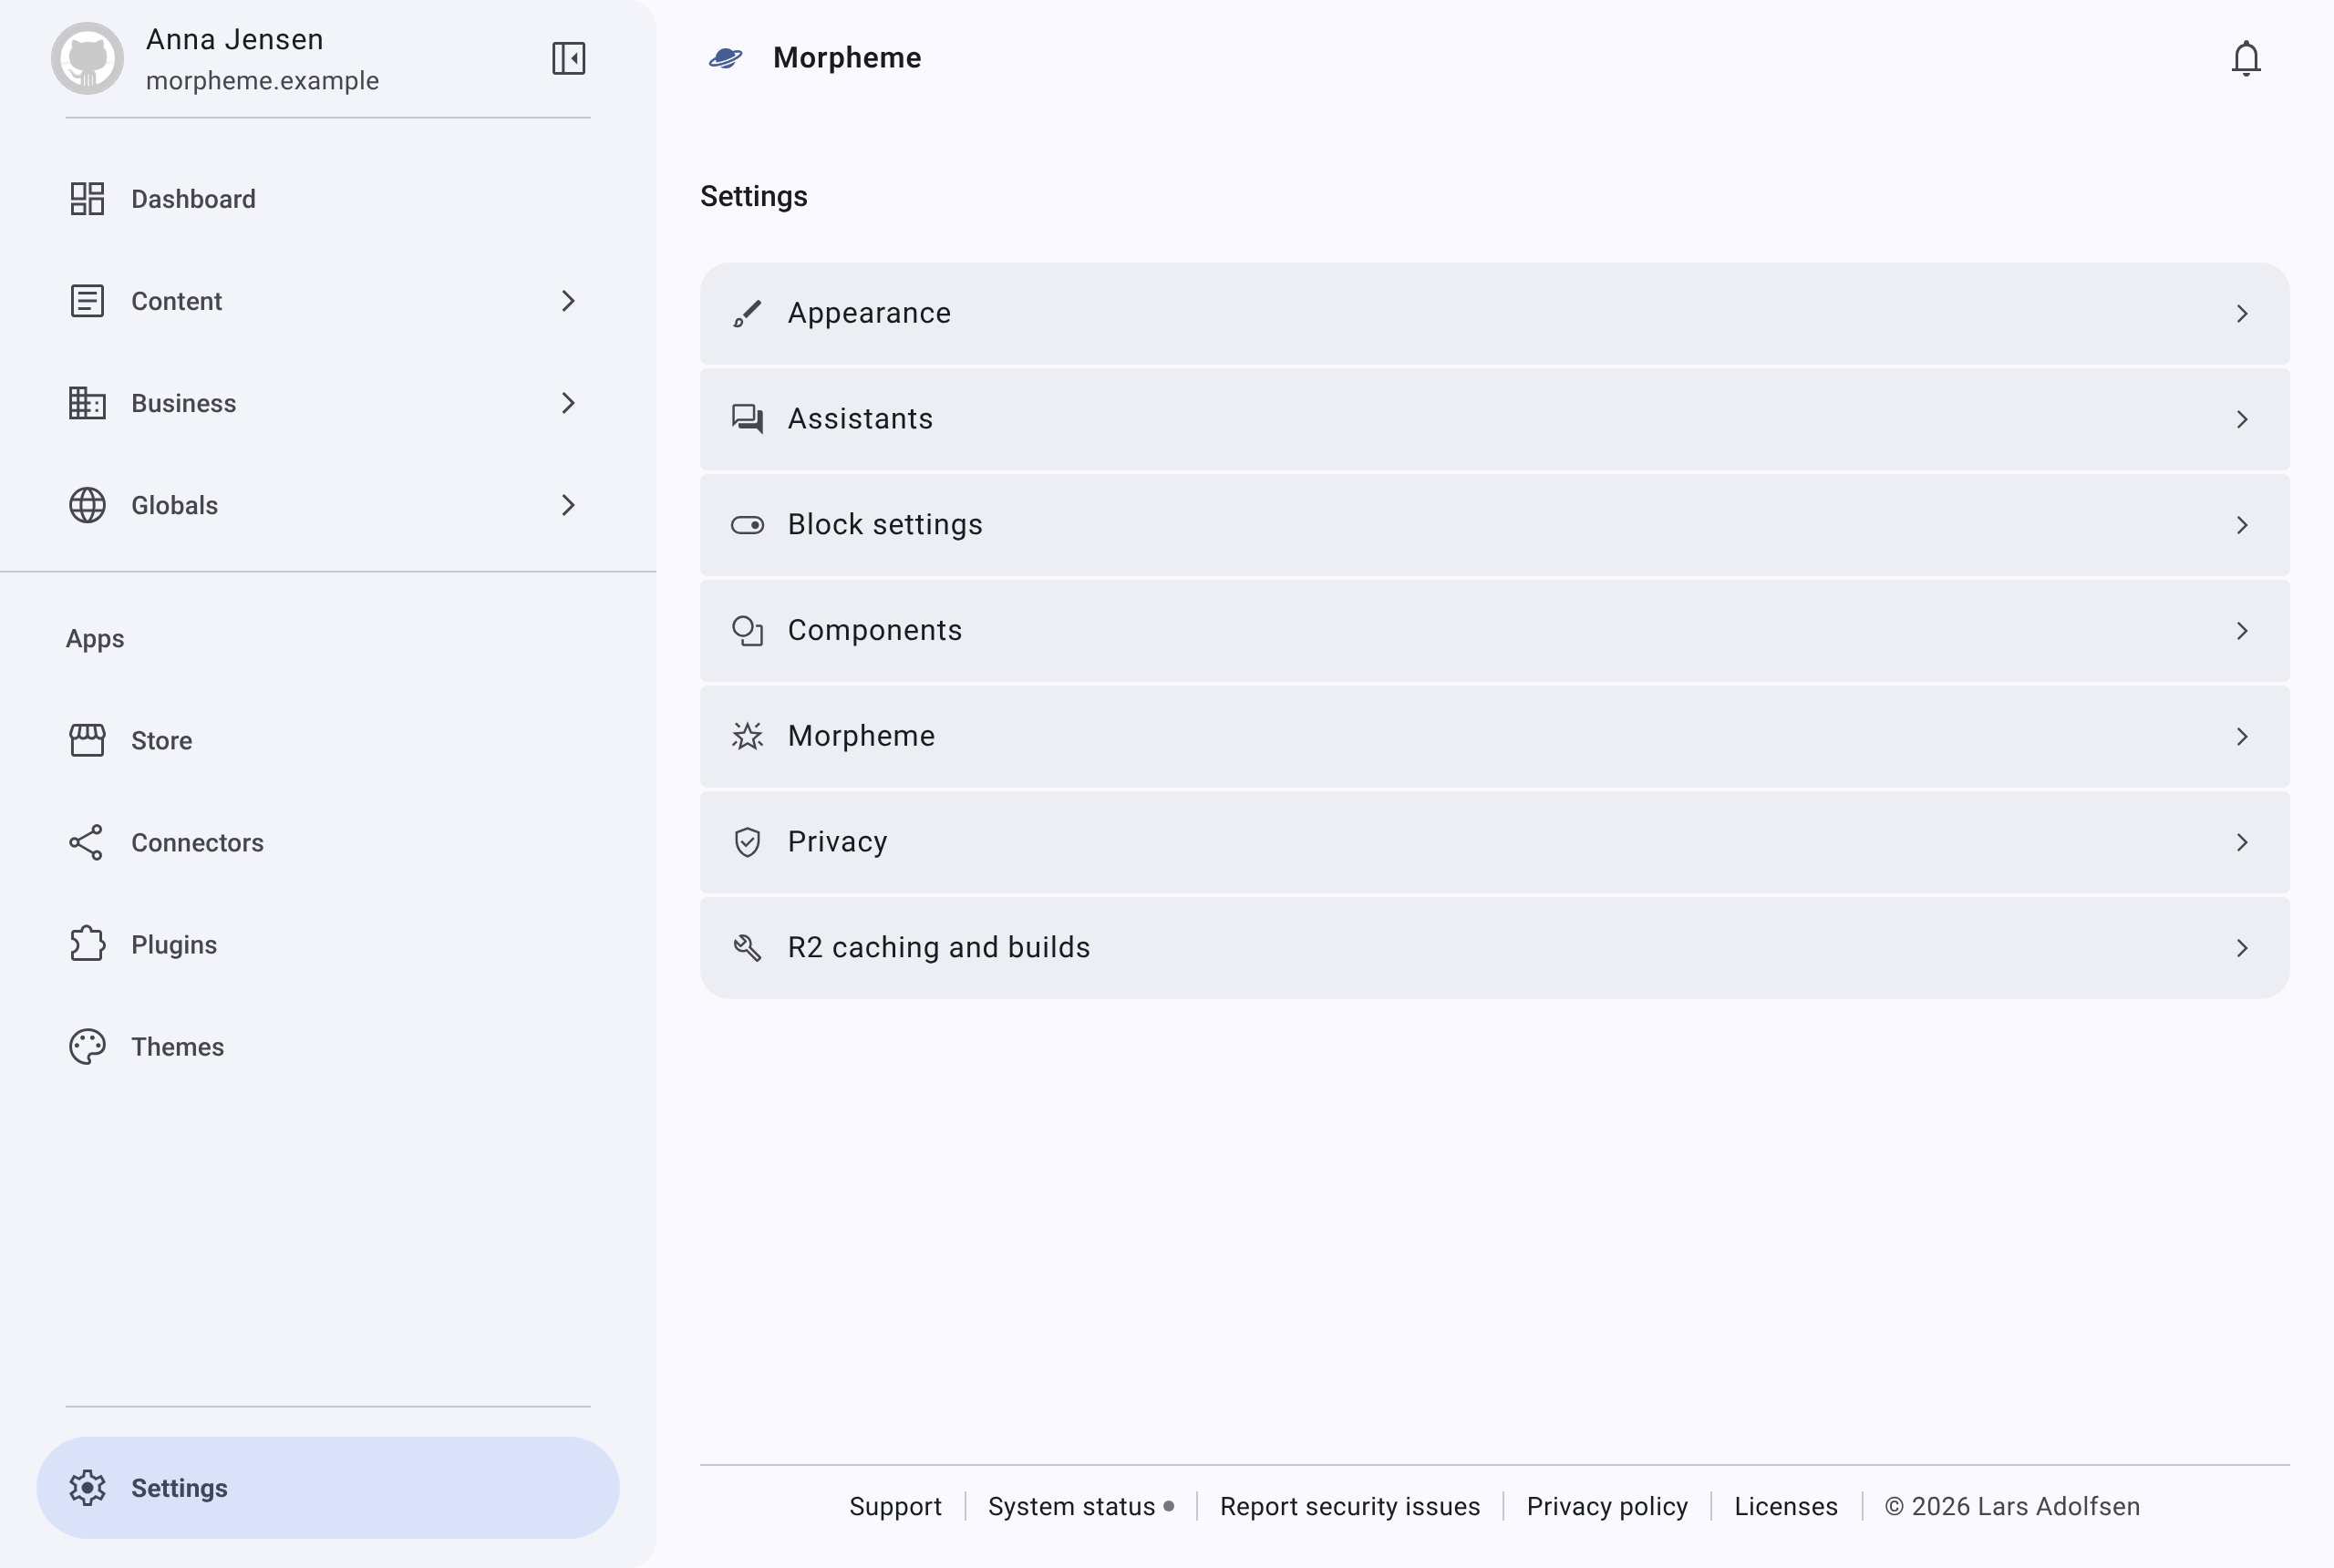 Anna Jensen
morpheme.example
Dashboard
Content
Business
Globals
Apps
Store
Connectors
Plugins
Themes
Settings
Morpheme
Settings
Appearance
Assistants
Block settings
Components
Morpheme
Privacy
R2 caching and builds
Support
System status
Report security issues
Privacy policy
Licenses
© 2026 Lars Adolfsen